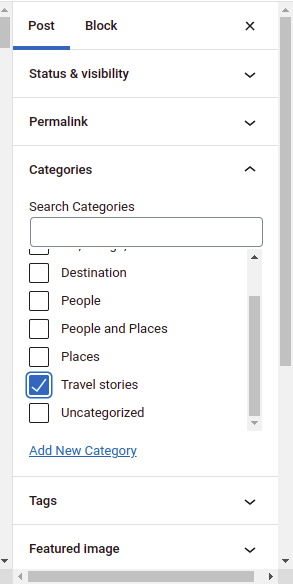 Post Block
Status & visibility
Permalink
Categories
Search Categories
Destination
People
People and Places
Places
Travel stories
Uncategorized
Add New Category
Tags
Featured image